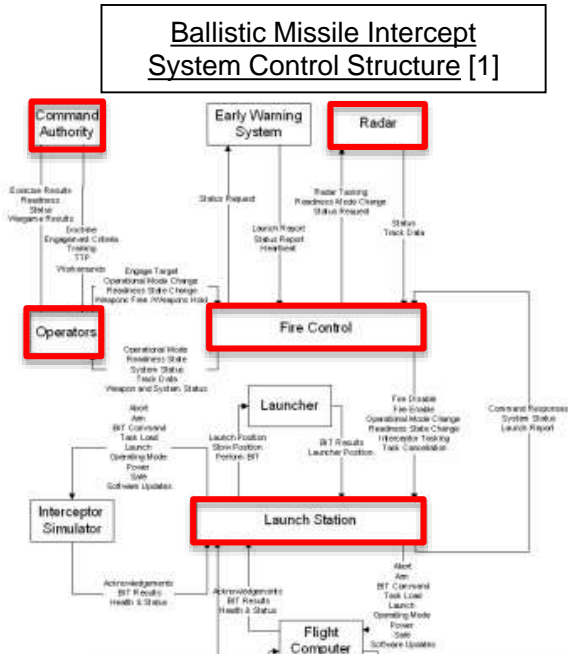 Ballistic Missile Intercept
System Control Structure [1]
Command
Authority
Early Warning
System
Radar
Exercise Results
Readiness
Status
Wargame Results
Doctrine
Engagement Criteria
Training
TTP
Workarounds
Status Request
Launch Report
Status Report
Heartbeat
Radar Tasking
Readiness Mode Change
Status Request
Status
Track Data
Engage Target
Operational Mode Change
Readiness State Change
Weapons Free / Weapons Hold
Operators
Fire Control
Operational Mode
Readiness State
System Status
Track Data
Weapon and System Status
Fire Disable
Fire Enable
Operational Mode Change
Readiness State Change
Interceptor Tasking
Task Cancellation
Command Responses
System Status
Launch Report
Launcher
Abort
Arm
BIT Command
Task Load
Launch
Operating Mode
Power
Safe
Software Updates
Launch Position
Stow Position
Perform BIT
BIT Results
Launcher Position
Interceptor
Simulator
Launch Station
Acknowledgements
BIT Results
Health & Status
Acknowledgements
BIT Results
Health & Status
Abort
Arm
BIT Command
Task Load
Launch
Operating Mode
Power
Safe
Software Updates
Flight
Computer